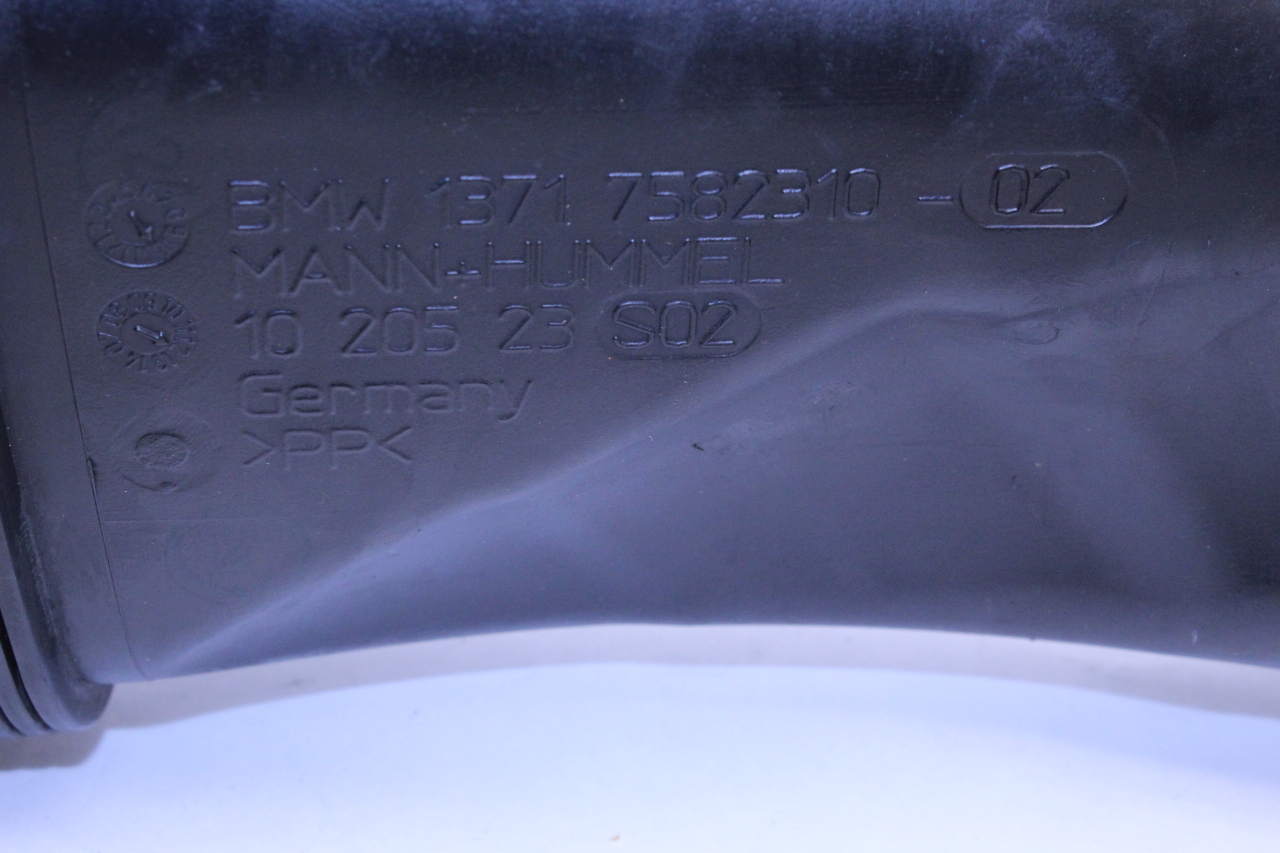 BMW 1371 7582310 - 02
MANN+HUMMEL
10 205 23 S02
Germany
>PP<